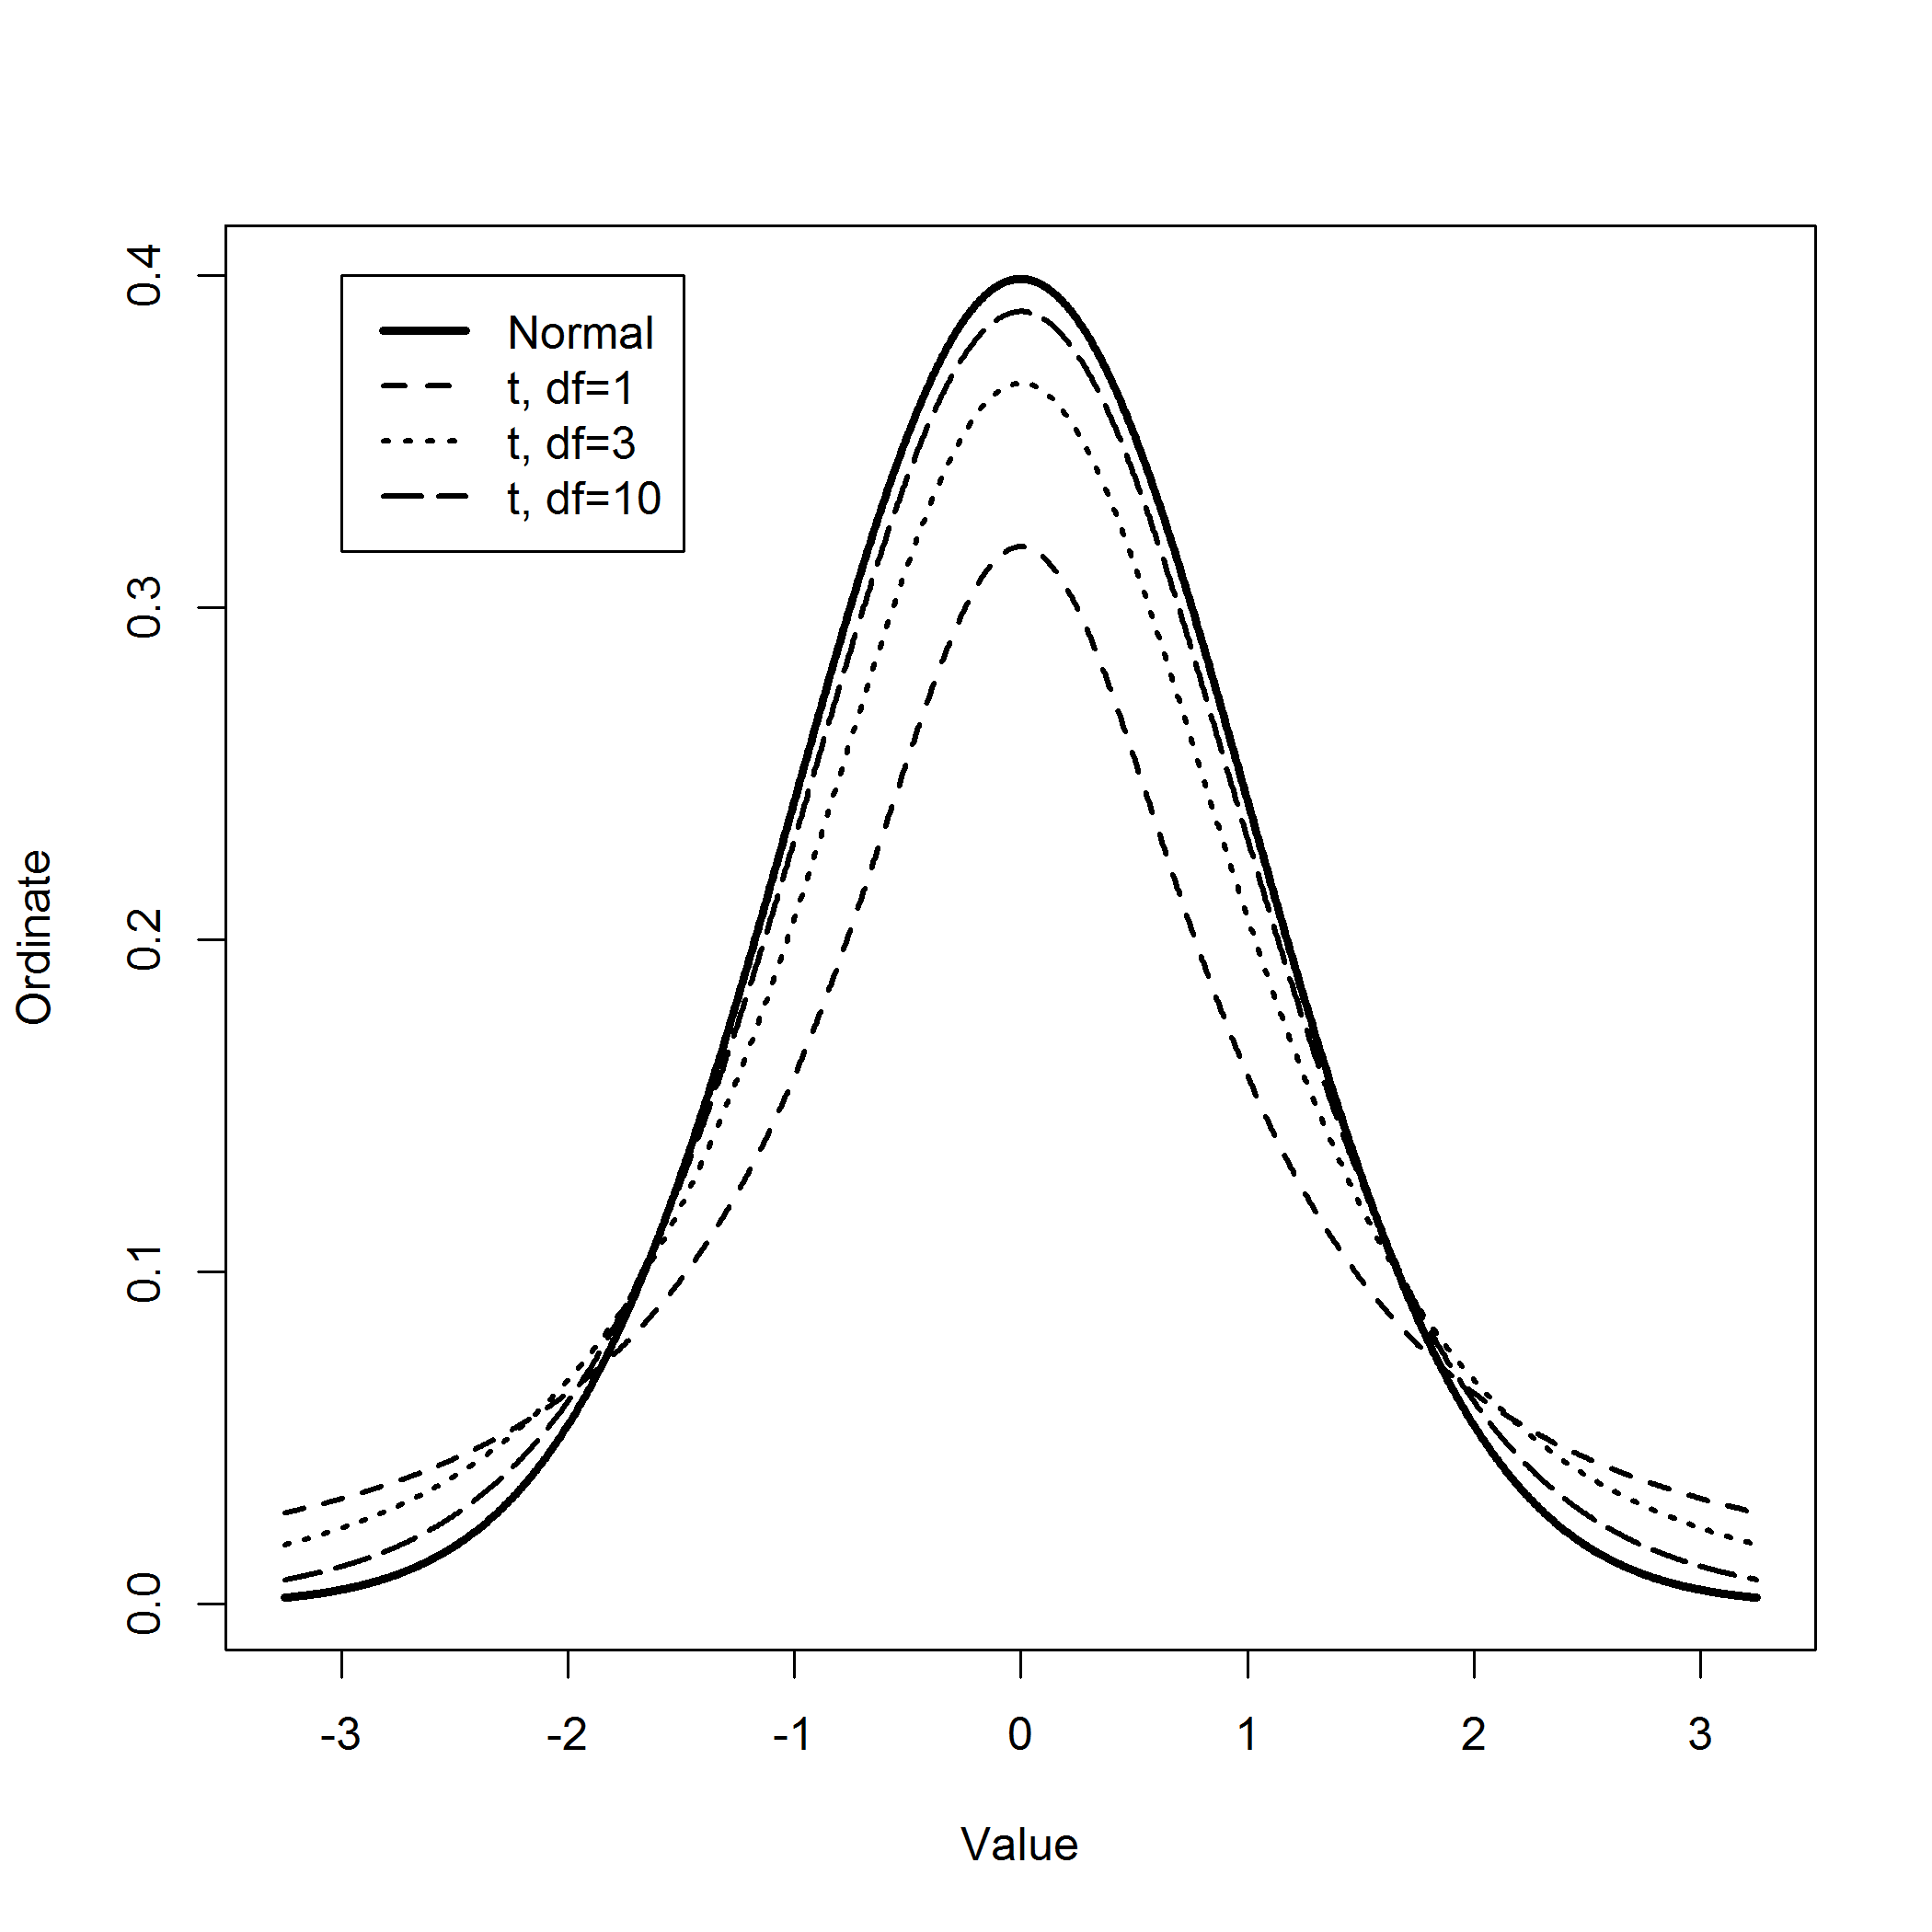 Normal
t, df=1
t, df=3
t, df=10
Ordinate
0.4
0.3
0.2
0.1
0.0
-3 -2 -1 0 1 2 3
Value